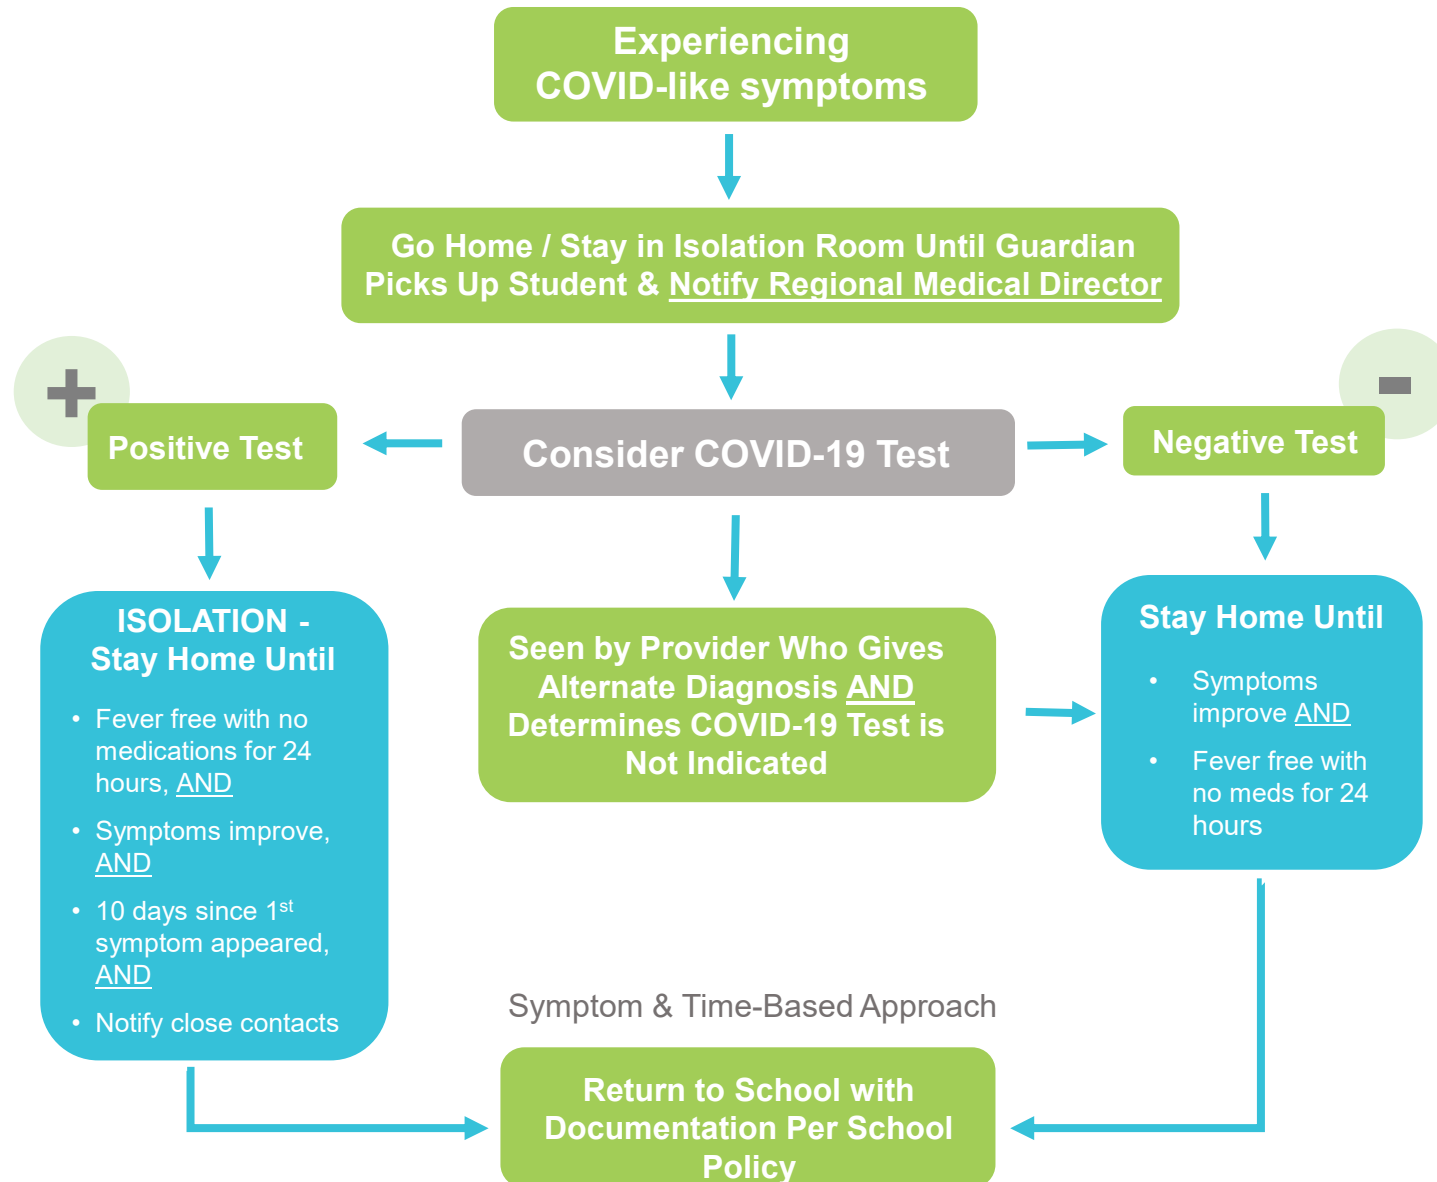 Experiencing
COVID-like symptoms
Go Home / Stay in Isolation Room Until Guardian
Picks Up Student & Notify Regional Medical Director
+
-
Positive Test
Consider COVID-19 Test
Negative Test
ISOLATION -
Stay Home Until
• Fever free with no
medications for 24
hours, AND
• Symptoms improve,
AND
• 10 days since 1st
symptom appeared,
AND
• Notify close contacts
Seen by Provider Who Gives
Alternate Diagnosis AND
Determines COVID-19 Test is
Not Indicated
Stay Home Until
• Symptoms
improve AND
• Fever free with
no meds for 24
hours
Symptom & Time-Based Approach
Return to School with
Documentation Per School
Policy